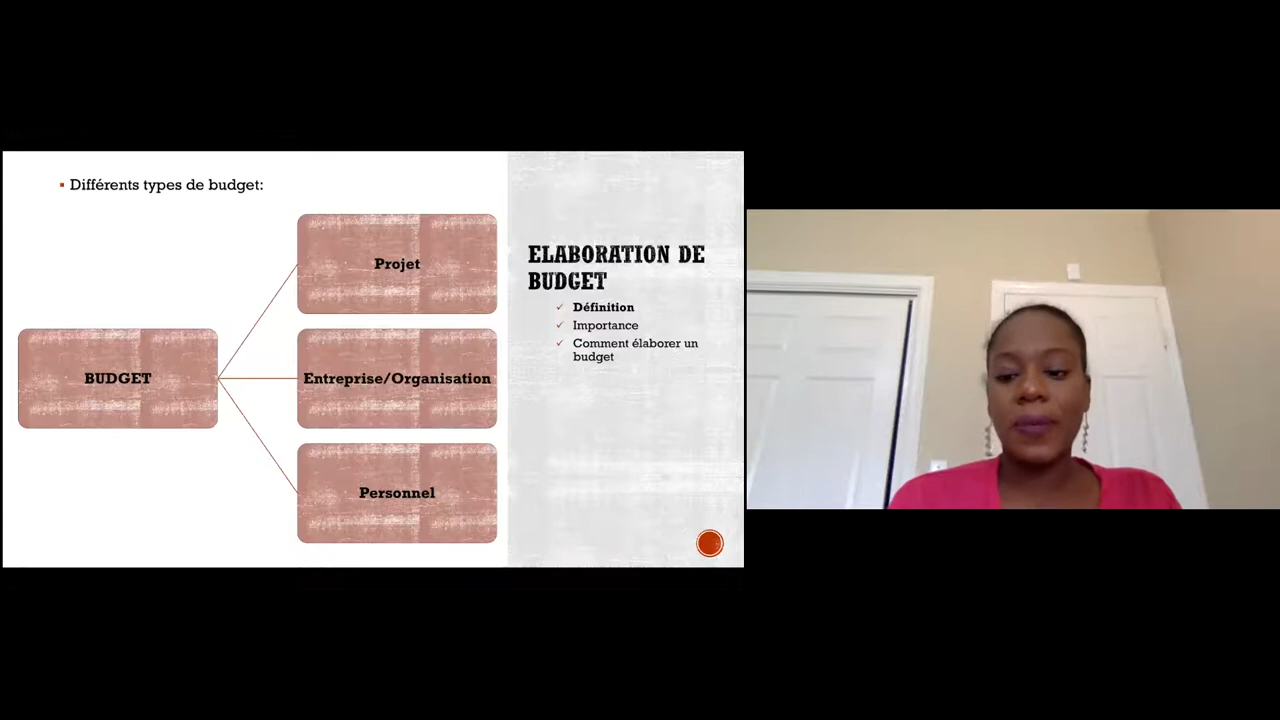 Différents types de budget:
BUDGET
Projet
Entreprise/Organisation
Personnel
ELABORATION DE
BUDGET
Définition
Importance
Comment élaborer un
budget